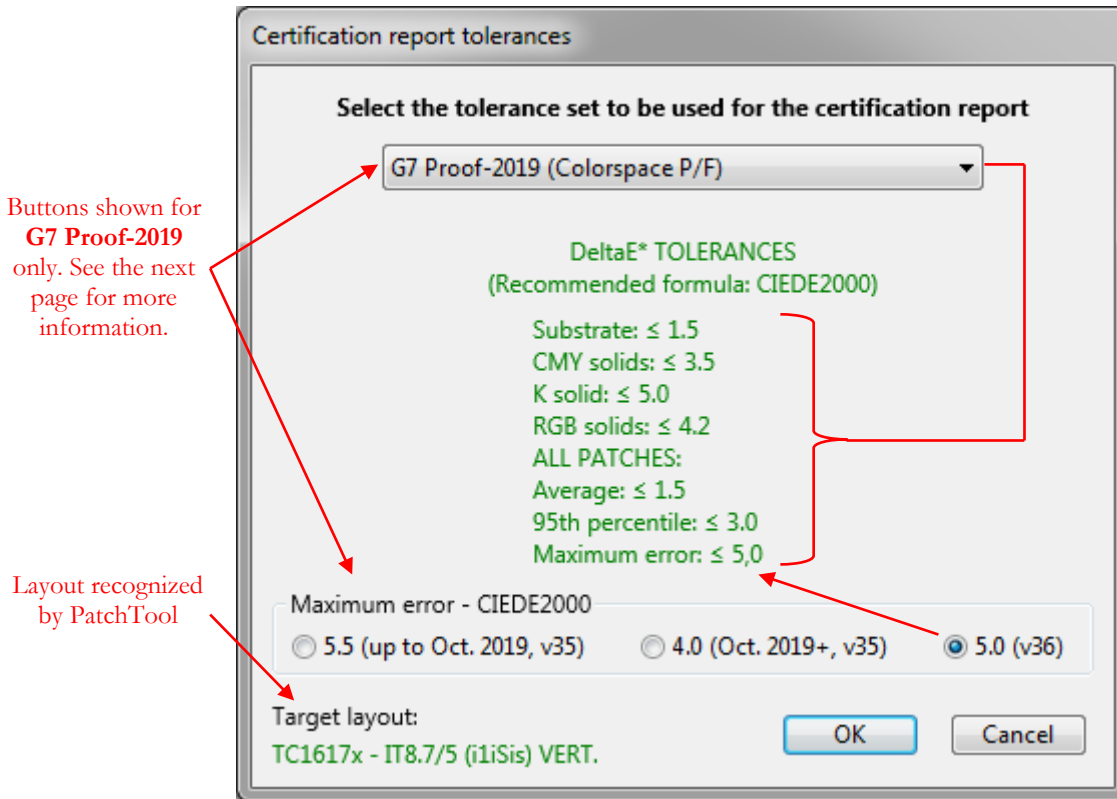 Certification report tolerances
Select the tolerance set to be used for the certification report
G7 Proof-2019 (Colorspace P/F)
Buttons shown for
G7 Proof-2019
only. See the next
page for more
information.
DeltaE* TOLERANCES
(Recommended formula: CIEDE2000)
Substrate: ≤ 1.5
CMY solids: ≤ 3.5
K solid: ≤ 5.0
RGB solids: ≤ 4.2
ALL PATCHES:
Average: ≤ 1.5
95th percentile: ≤ 3.0
Maximum error: ≤ 5,0
Layout recognized
by PatchTool
Maximum error - CIEDE2000
5.5 (up to Oct. 2019, v35) 4.0 (Oct. 2019+, v35) 5.0 (v36)
Target layout:
TC1617x - IT8.7/5 (i1iSis) VERT.
OK Cancel